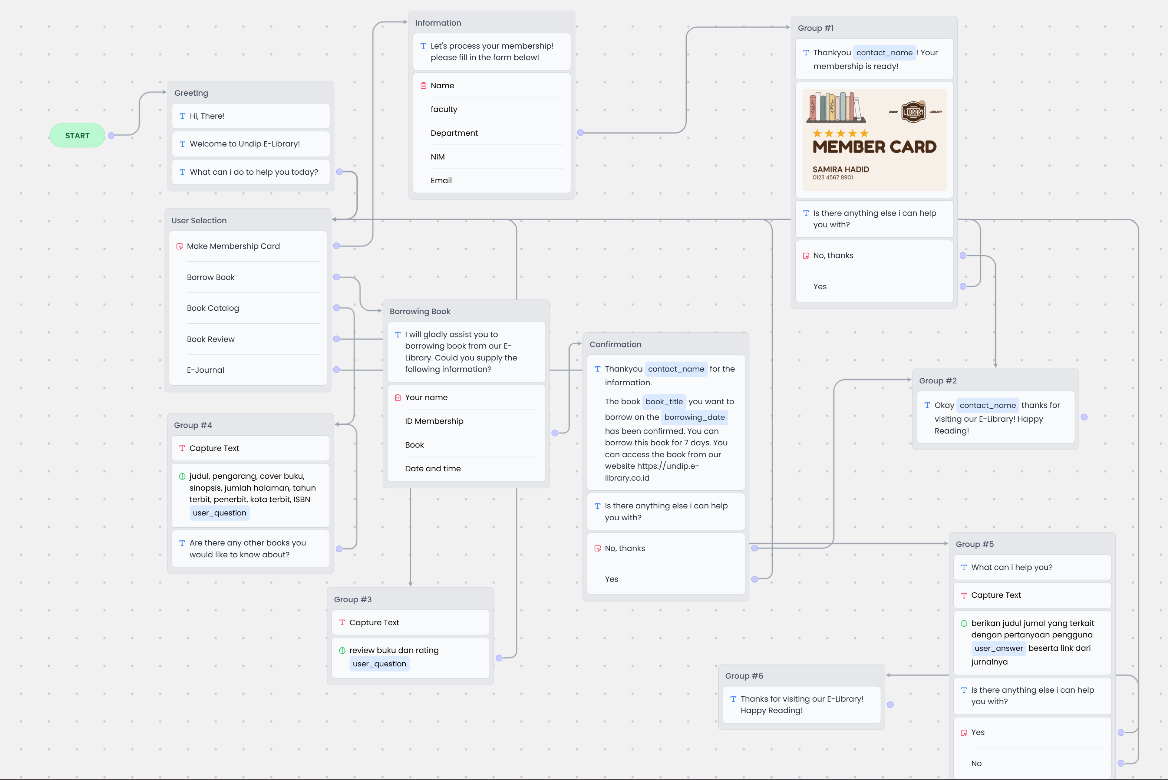 START
Greeting
Hi, There!
Welcome to Undip E-Library!
What can i do to help you today?
User Selection
Make Membership Card
Borrow Book
Book Catalog
Book Review
E-Journal
Group #4
Capture Text
judul, pengarang, cover buku,
sinopsis, jumlah halaman, tahun
terbit, penerbit, kota terbit, ISBN
user_question
Are there any other books you
would like to know about?
Information
Let's process your membership!
please fill in the form below!
Name
faculty
Department
NIM
Email
Borrowing Book
I will gladly assist you to
borrowing book from our E-
Library. Could you supply the
following information?
Your name
ID Membership
Book
Date and time
Group #3
Capture Text
review buku dan rating
user_question
Confirmation
Thankyou contact_name for the
information.
The book book_title you want to
borrow on the borrowing_date
has been confirmed. You can
borrow this book for 7 days. You
can access the book from our
website https://undip.e-
library.co.id
Is there anything else i can help
you with?
No, thanks
Yes
Group #1
Thankyou contact_name ! Your
membership is ready!
MEMBER CARD
SAMIRA HADID
0123 4567 8901
Is there anything else i can help
you with?
No, thanks
Yes
Group #2
Okay contact_name thanks for
visiting our E-Library! Happy
Reading!
Group #5
What can i help you?
Capture Text
berikan judul jurnal yang terkait
dengan pertanyaan pengguna
user_answer beserta link dari
jurnalnya
Is there anything else i can help
you with?
Yes
No
Group #6
Thanks for visiting our E-Library!
Happy Reading!